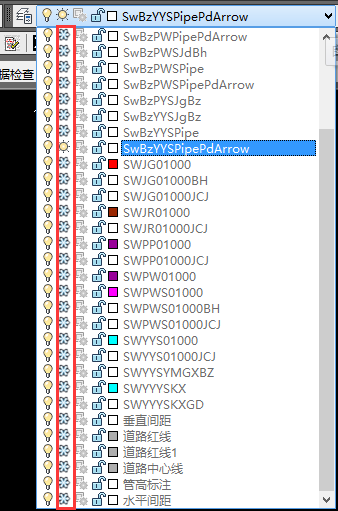 SwBzYYSPipePdArrow
SwBzPWPipePdArrow
SwBzPWSJdBh
SwBzPWSPipe
SwBzPWSPipePdArrow
SwBzPYSJgBz
SwBzYYSJgBz
SwBzYYSPipe
SwBzYYSPipePdArrow
据检查
SWJG01000
SWJG01000BH
SWJG01000JCJ
SWJR01000
SWJR01000JCJ
SWPP01000
SWPP01000JCJ
SWPW01000
SWPWS01000
SWPWS01000BH
SWPWS01000JCJ
SWYYS01000
SWYYS01000JCJ
SWYYSYMGXBZ
SWYYYSKX
SWYYYSKXGD
垂直间距
道路红线
道路红线1
道路中心线
管高标注
水平间距